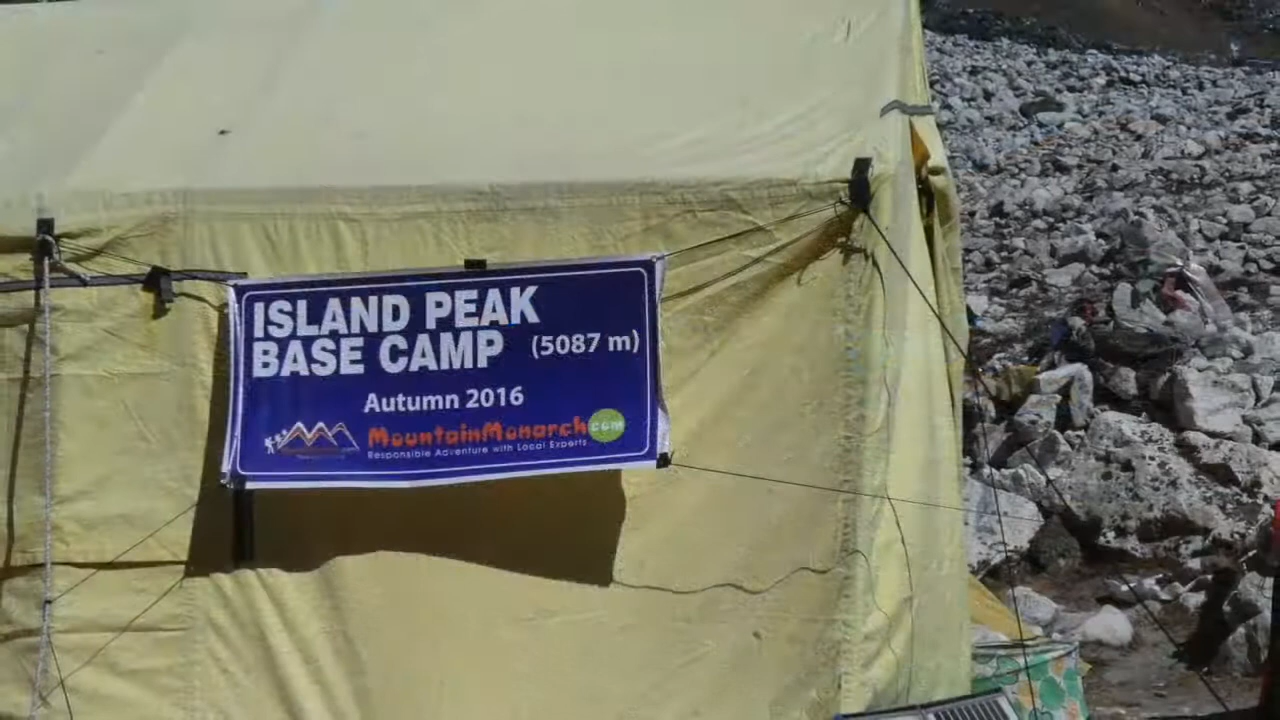 ISLAND PEAK
BASE CAMP (5087 m)
Autumn 2016
MountainMonarch.com
Responsible Adventure with Local Experts